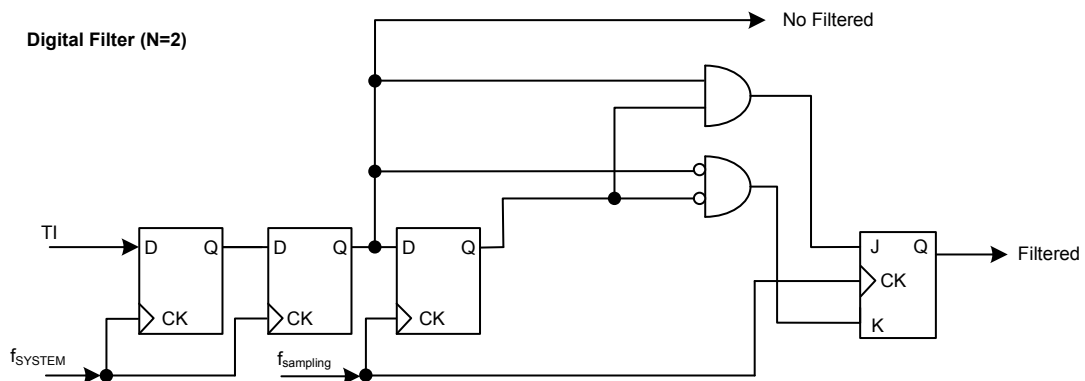 No Filtered
Digital Filter (N=2)
TI
D Q
CK
D Q
CK
D Q
CK
J Q
CK
K
Filtered
fSYSTEM
fsampling